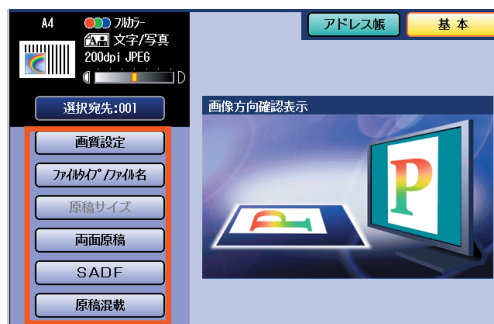 A4 フルカラー
文字/写真
200dpi JPEG
選択宛先:001
画質設定
ファイルタイプ/ファイル名
原稿サイズ
両面原稿
SADF
原稿混載
アドレス帳
基本
画像方向確認表示
P
P